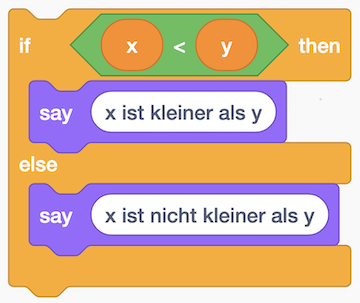 if x < y then
say x ist kleiner als y
else
say x ist nicht kleiner als y